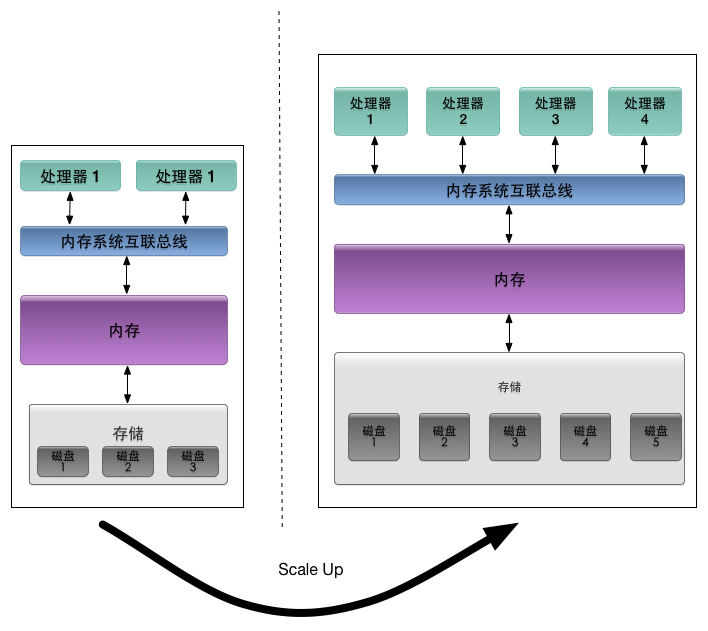 处理器 1
处理器 1
内存系统互联总线
内存
存储
磁盘
1
磁盘
2
磁盘
3
处理器
1
处理器
2
处理器
3
处理器
4
内存系统互联总线
内存
存储
磁盘
1
磁盘
2
磁盘
3
磁盘
4
磁盘
5
Scale Up